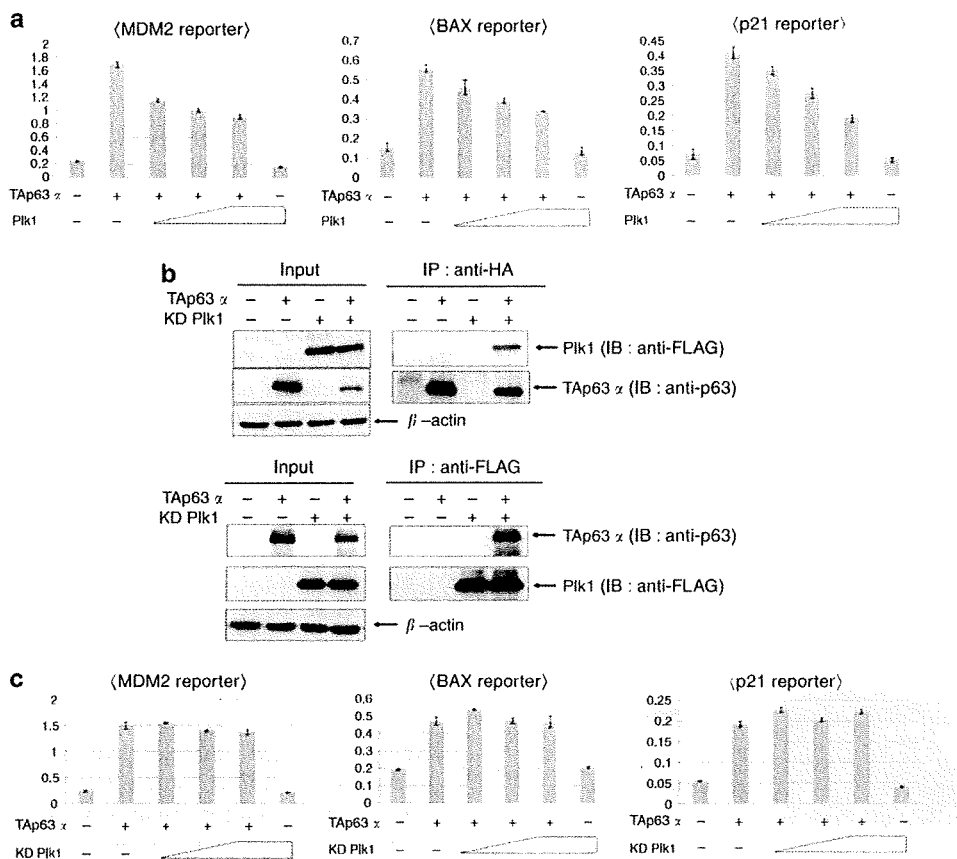 a
⟨MDM2 reporter⟩
2
1.8
1.6
1.4
1.2
1
0.8
0.6
0.4
0.2
0
TAp63 α − + + + + −
Plk1 − −
⟨BAX reporter⟩
0.7
0.6
0.5
0.4
0.3
0.2
0.1
0
TAp63 α − + + + + −
Plk1 − −
⟨p21 reporter⟩
0.45
0.4
0.35
0.3
0.25
0.2
0.15
0.1
0.05
0
TAp63 α − + + + + −
Plk1 − −
b
Input
IP : anti-HA
TAp63 α − + − + − + − +
KD Plk1 − − + + − − + +
Plk1 (IB : anti-FLAG)
TAp63 α (IB : anti-p63)
β –actin
Input
IP : anti-FLAG
TAp63 α − + − + − + − +
KD Plk1 − − + + − − + +
TAp63 α (IB : anti-p63)
Plk1 (IB : anti-FLAG)
β –actin
c
⟨MDM2 reporter⟩
2
1.5
1
0.5
0
TAp63 α − + + + + −
KD Plk1 − −
⟨BAX reporter⟩
0.6
0.5
0.4
0.3
0.2
0.1
0
TAp63 α − + + + + −
KD Plk1 − −
⟨p21 reporter⟩
0.25
0.2
0.15
0.1
0.05
0
TAp63 α − + + + + −
KD Plk1 − −